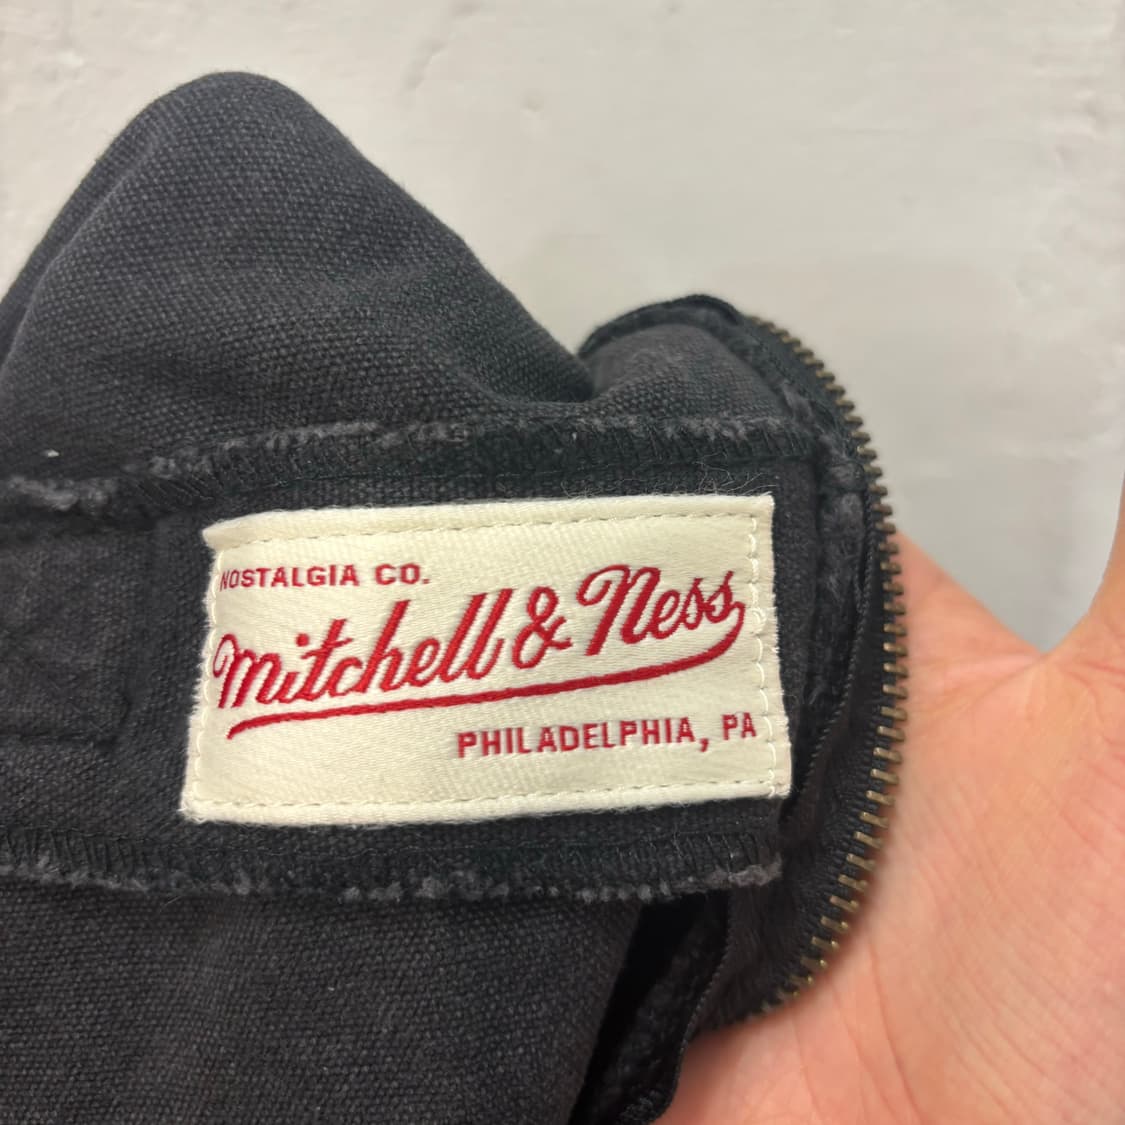 NOSTALGIA CO.
Mitchell & Ness
PHILADELPHIA, PA